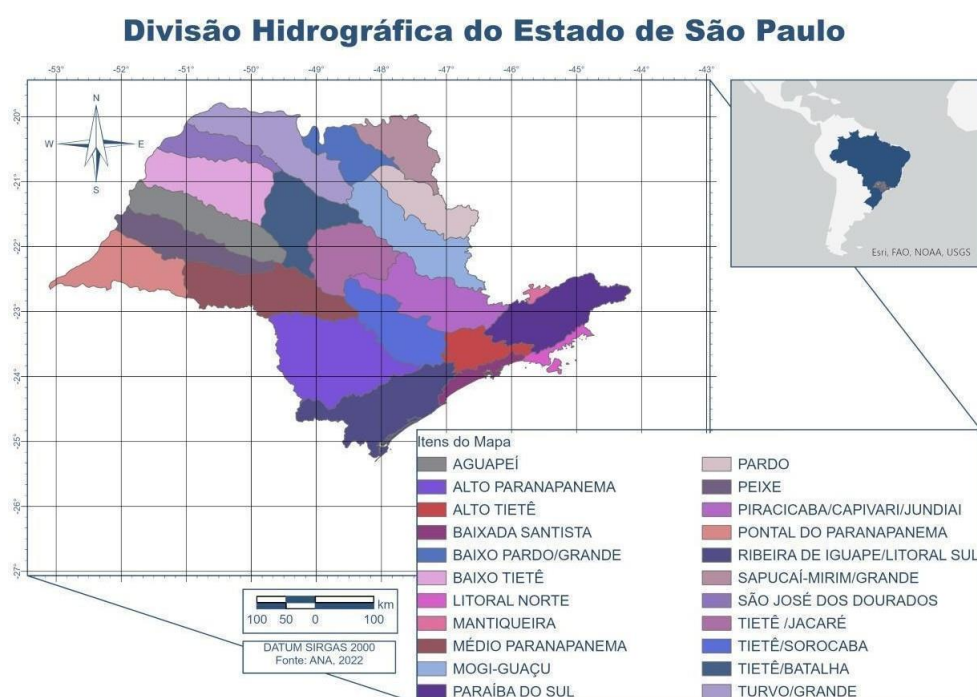 Divisão Hidrográfica do Estado de São Paulo
-53° -52° -51° -50° -49° -48° -47° -46° -45° -44° -43°
N
W E
S
-20°
-21°
-22°
-23°
-24°
-25°
-26°
-27°
Esri, FAO, NOAA, USGS
Itens do Mapa
AGUAPEÍ
ALTO PARANAPANEMA
ALTO TIETÊ
BAIXADA SANTISTA
BAIXO PARDO/GRANDE
BAIXO TIETÊ
LITORAL NORTE
MANTIQUEIRA
MÉDIO PARANAPANEMA
MOGI-GUAÇU
PARAÍBA DO SUL
PARDO
PEIXE
PIRACICABA/CAPIVARI/JUNDIAI
PONTAL DO PARANAPANEMA
RIBEIRA DE IGUAPE/LITORAL SUL
SAPUCAÍ-MIRIM/GRANDE
SÃO JOSÉ DOS DOURADOS
TIETÊ /JACARÉ
TIETÊ/SOROCABA
TIETÊ/BATALHA
TURVO/GRANDE
km
100 50 0 100
DATUM SIRGAS 2000
Fonte: ANA, 2022